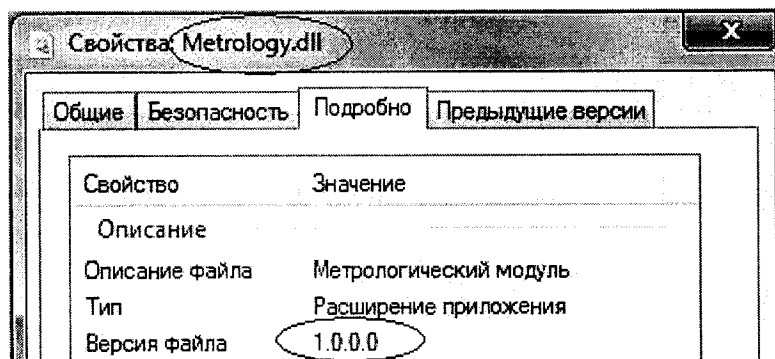 Свойства: Metrology.dll
x
Общие Безопасность Подробно Предыдущие версии
Свойство Значение
Описание
Описание файла Метрологический модуль
Тип Расширение приложения
Версия файла 1.0.0.0